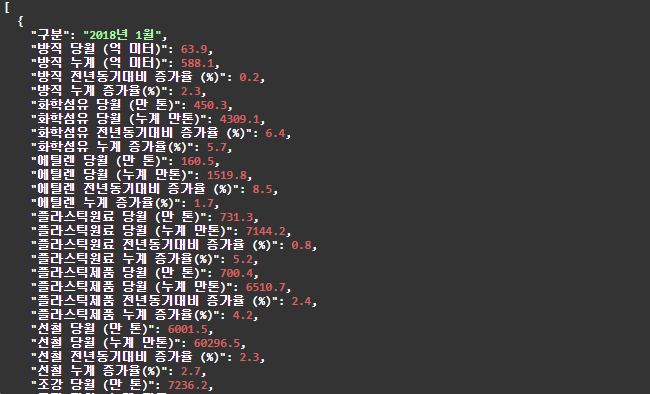 [
{
"구분": "2018년 1월",
"방직 당월 (억 미터)": 63.9,
"방직 누계 (억 미터)": 588.1,
"방직 전년동기대비 증가율 (%)": 0.2,
"방직 누계 증가율(%)": 2.3,
"화학섬유 당월 (만 톤)": 450.3,
"화학섬유 당월 (누계 만톤)": 4309.1,
"화학섬유 전년동기대비 증가율 (%)": 6.4,
"화학섬유 누계 증가율(%)": 5.7,
"에틸렌 당월 (만 톤)": 160.5,
"에틸렌 당월 (누계 만톤)": 1519.8,
"에틸렌 전년동기대비 증가율 (%)": 8.5,
"에틸렌 누계 증가율(%)": 1.7,
"플라스틱원료 당월 (만 톤)": 731.3,
"플라스틱원료 당월 (누계 만톤)": 7144.2,
"플라스틱원료 전년동기대비 증가율 (%)": 0.8,
"플라스틱원료 누계 증가율(%)": 5.2,
"플라스틱제품 당월 (만 톤)": 700.4,
"플라스틱제품 당월 (누계 만톤)": 6510.7,
"플라스틱제품 전년동기대비 증가율 (%)": 2.4,
"플라스틱제품 누계 증가율(%)": 4.2,
"선철 당월 (만 톤)": 6001.5,
"선철 당월 (누계 만톤)": 60296.5,
"선철 전년동기대비 증가율 (%)": 2.3,
"선철 누계 증가율(%)": 2.7,
"조강 당월 (만 톤)": 7236.2,